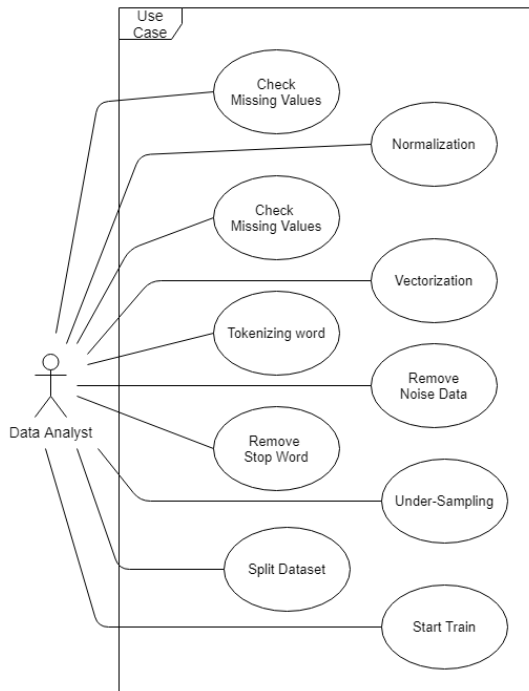 Use
Case
Check
Missing Values
Normalization
Check
Missing Values
Vectorization
Tokenizing word
Remove
Noise Data
Data Analyst
Remove
Stop Word
Under-Sampling
Split Dataset
Start Train